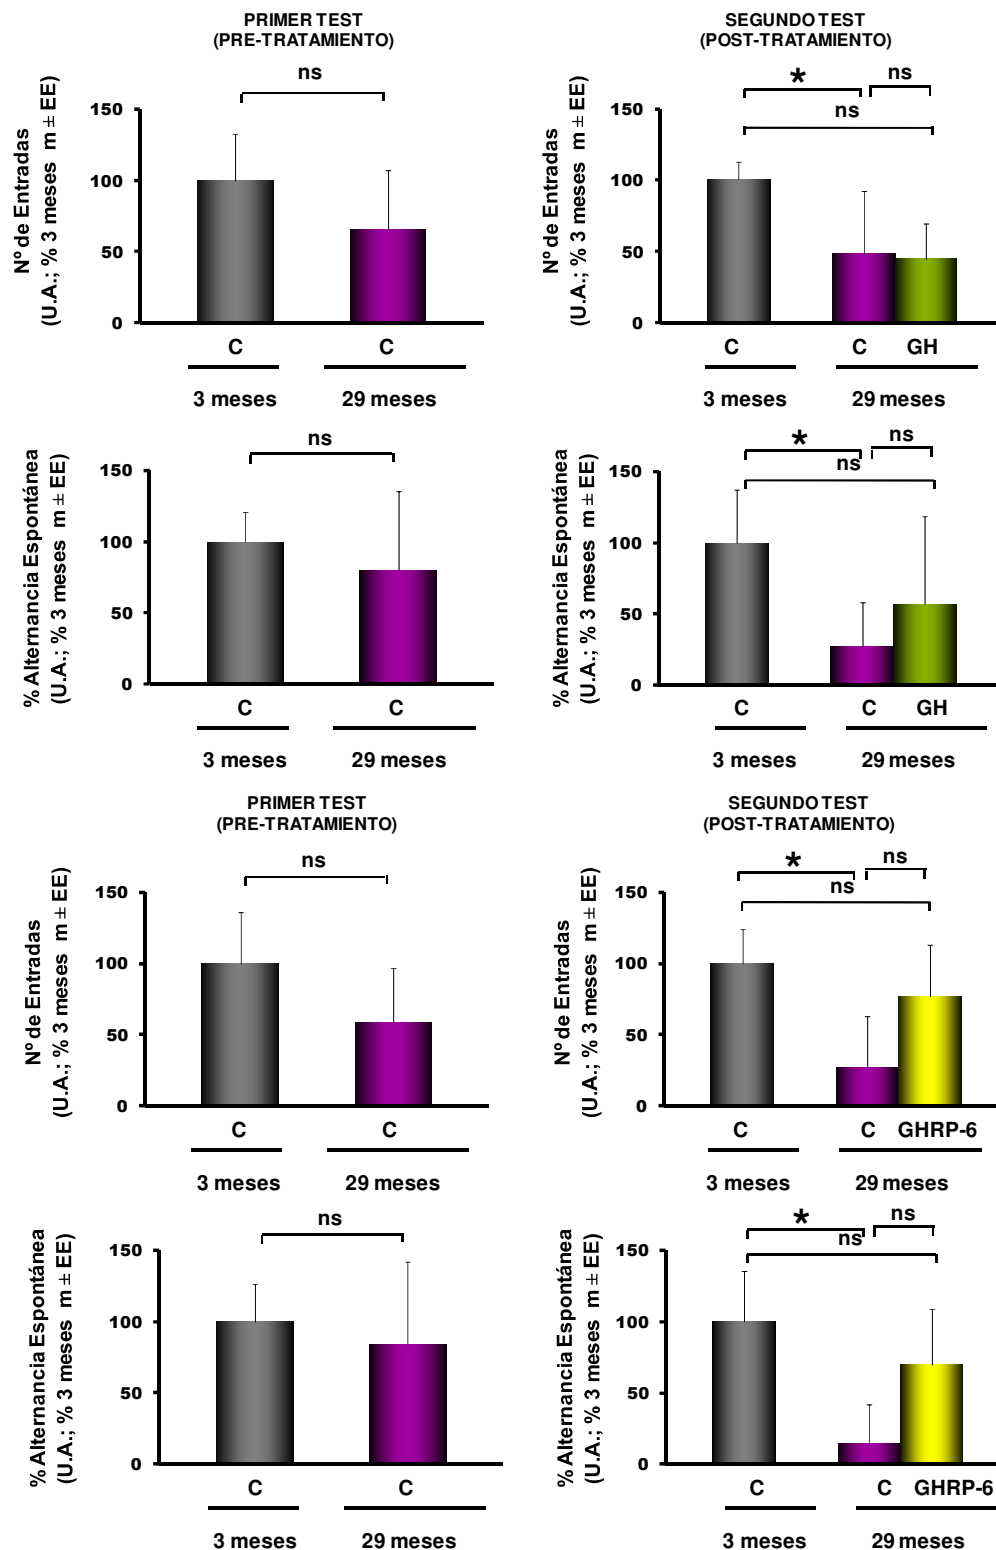 PRIMER TEST
(PRE-TRATAMIENTO)
ns
Nº de Entradas
(U.A.; % 3 meses m ± EE)
150
100
50
0
C
C
3 meses
29 meses
SEGUNDO TEST
(POST-TRATAMIENTO)
*
ns
ns
Nº de Entradas
(U.A.; % 3 meses m ± EE)
150
100
50
0
C
C
GH
3 meses
29 meses
ns
% Alternancia Espontánea
(U.A.; % 3 meses m ± EE)
150
100
50
0
C
C
3 meses
29 meses
*
ns
ns
% Alternancia Espontánea
(U.A.; % 3 meses m ± EE)
150
100
50
0
C
C
GH
3 meses
29 meses
PRIMER TEST
(PRE-TRATAMIENTO)
ns
Nº de Entradas
(U.A.; % 3 meses m ± EE)
150
100
50
0
C
C
3 meses
29 meses
SEGUNDO TEST
(POST-TRATAMIENTO)
*
ns
ns
Nº de Entradas
(U.A.; % 3 meses m ± EE)
150
100
50
0
C
C
GHRP-6
3 meses
29 meses
ns
% Alternancia Espontánea
(U.A.; % 3 meses m ± EE)
150
100
50
0
C
C
3 meses
29 meses
*
ns
ns
% Alternancia Espontánea
(U.A.; % 3 meses m ± EE)
150
100
50
0
C
C
GHRP-6
3 meses
29 meses